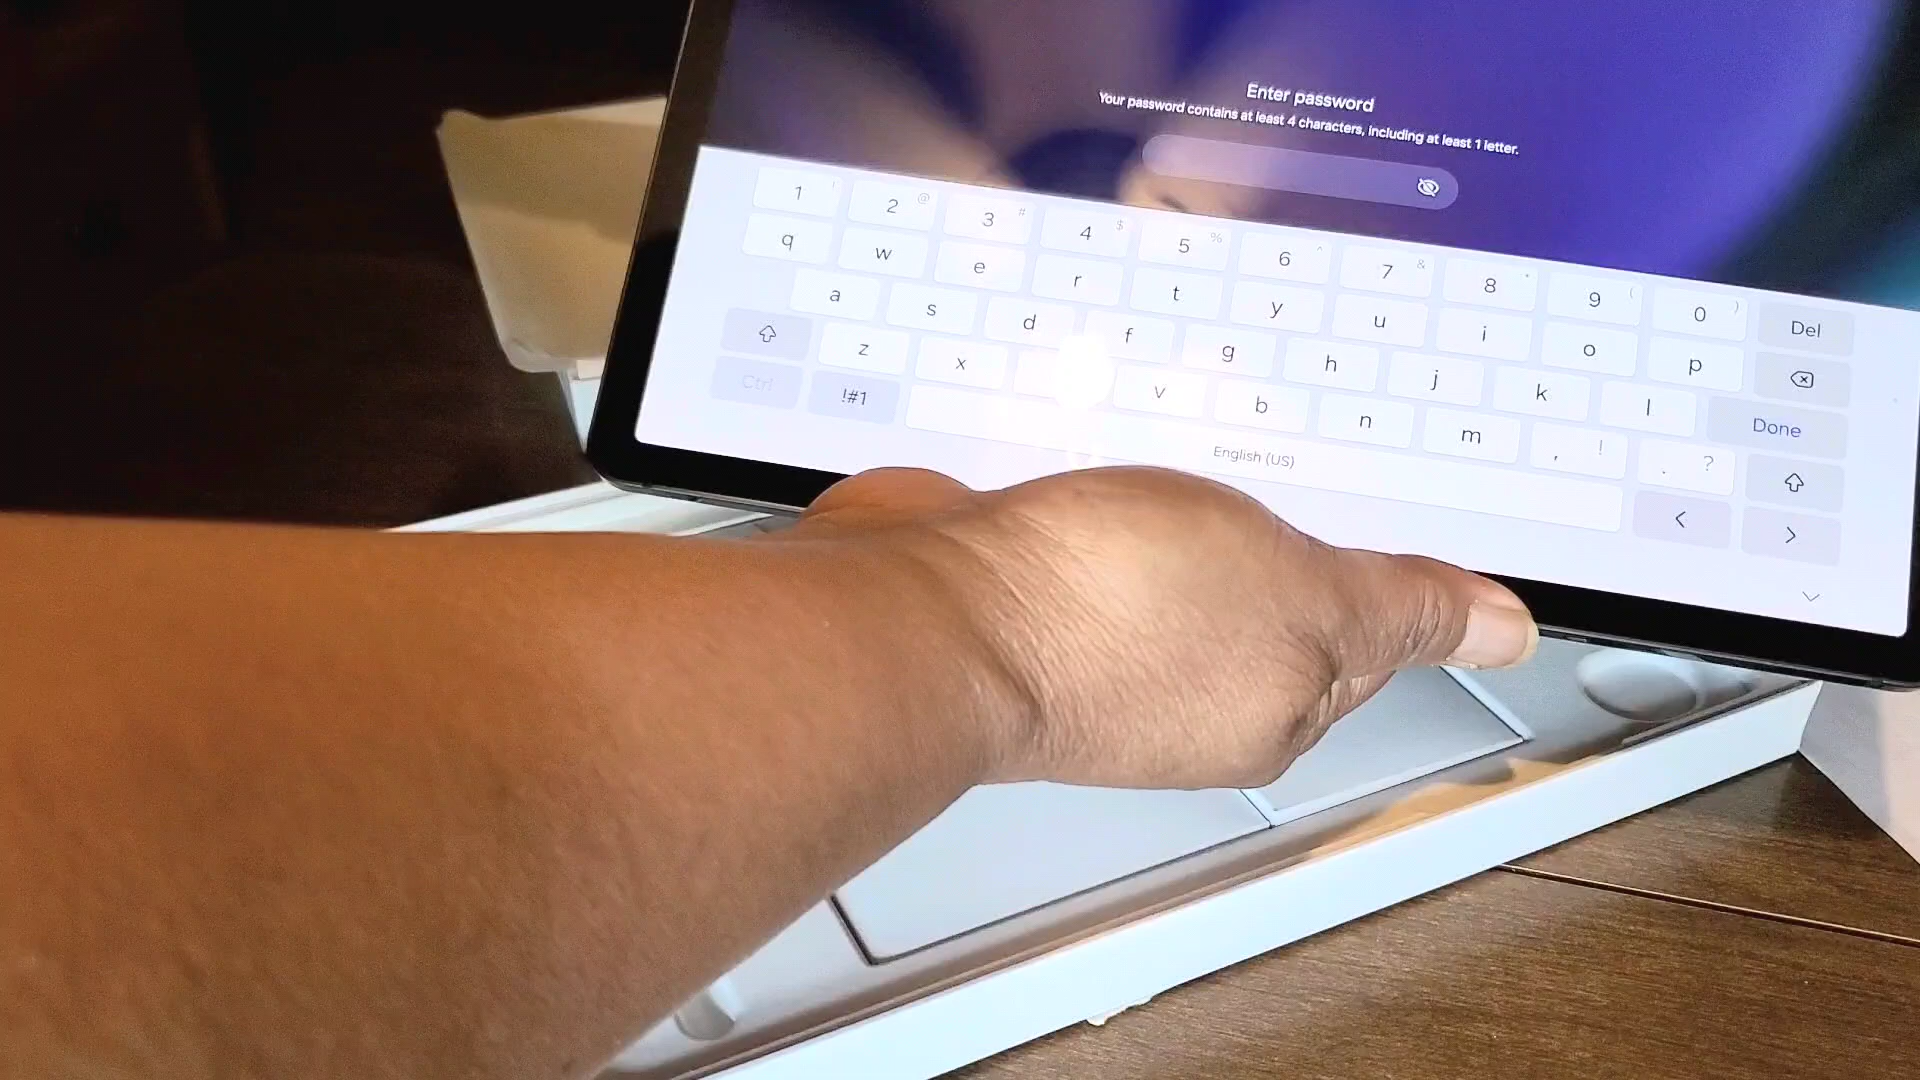 Enter password
Your password contains at least 4 characters, including at least 1 letter.
1 ! 2 @ 3 # 4 $ 5 % 6 ^ 7 & 8 * 9 ( 0 ) Del
q w e r t y u i o p
a s d f g h j k l Done
z x v b n m , ! . ?
Ctrl !#1 English (US) < >